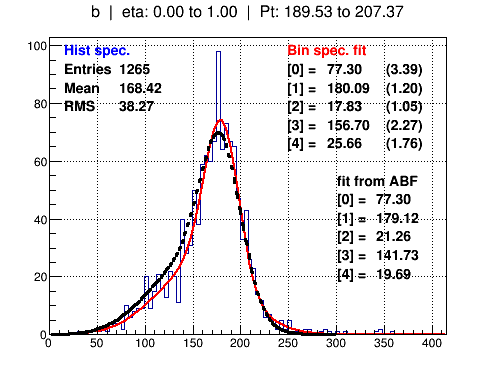 b | eta: 0.00 to 1.00 | Pt: 189.53 to 207.37
Hist spec.
Entries 1265
Mean 168.42
RMS 38.27
Bin spec. fit
[0] = 77.30 (3.39)
[1] = 180.09 (1.20)
[2] = 17.83 (1.05)
[3] = 156.70 (2.27)
[4] = 25.66 (1.76)
fit from ABF
[0] = 77.30
[1] = 179.12
[2] = 21.26
[3] = 141.73
[4] = 19.69
100
80
60
40
20
0
0 50 100 150 200 250 300 350 400